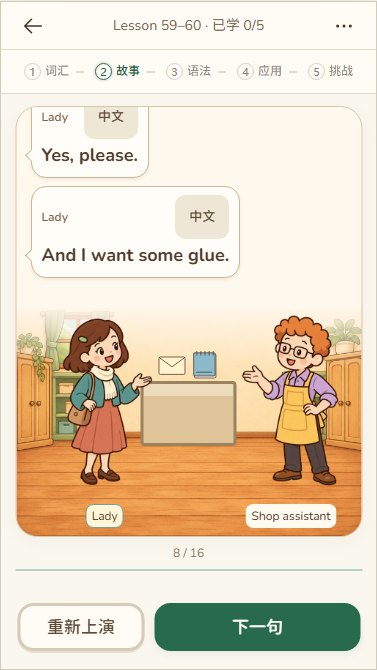 Lesson 59–60 · 已学 0/5
1 词汇 – 2 故事 – 3 语法 – 4 应用 – 5 挑战
Lady 中文
Yes, please.
Lady 中文
And I want some glue.
Lady Shop assistant
8 / 16
重新上演 下一句